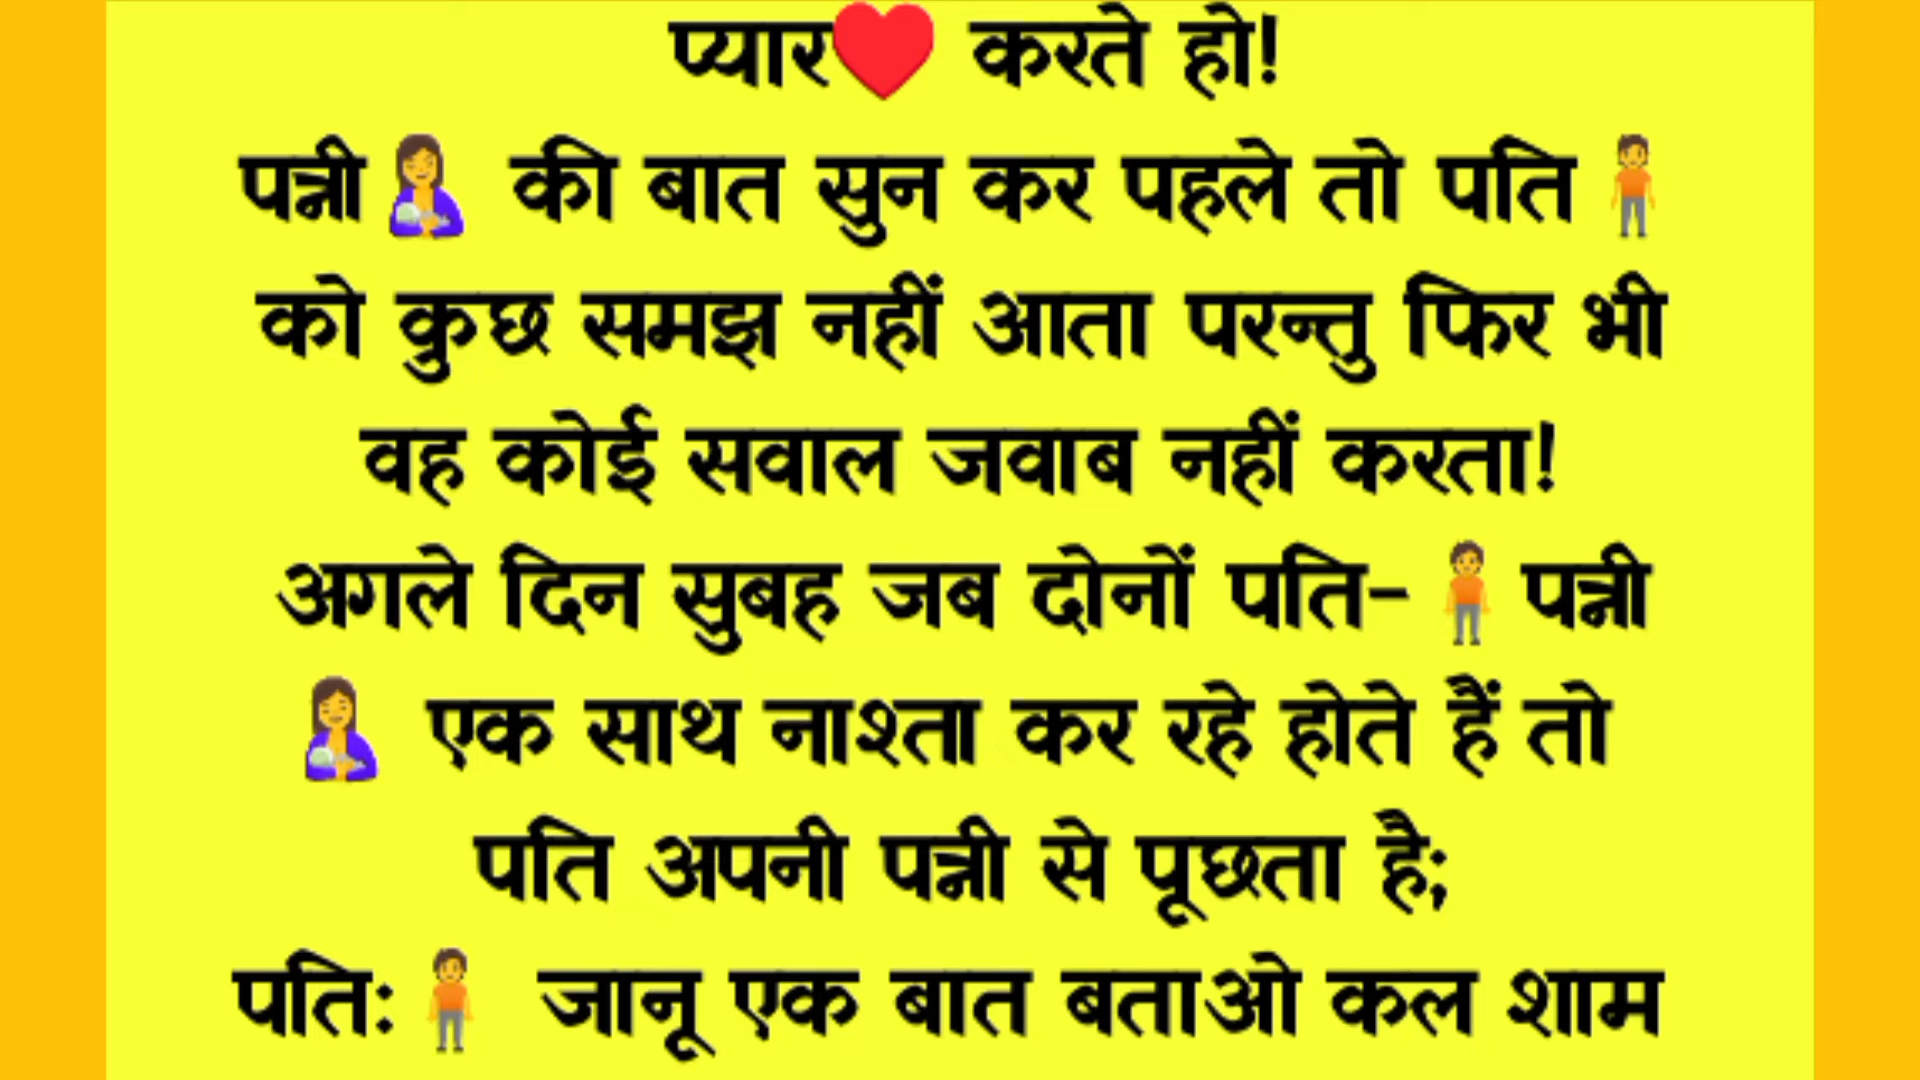 प्यार❤️ करते हो!
पत्नी🤱 की बात सुन कर पहले तो पति🧍
को कुछ समझ नहीं आता परन्तु फिर भी
वह कोई सवाल जवाब नहीं करता!
अगले दिन सुबह जब दोनों पति-🧍पत्नी
🤱 एक साथ नाश्ता कर रहे होते हैं तो
पति अपनी पत्नी से पूछता है;
पति:🧍 जानू एक बात बताओ कल शाम